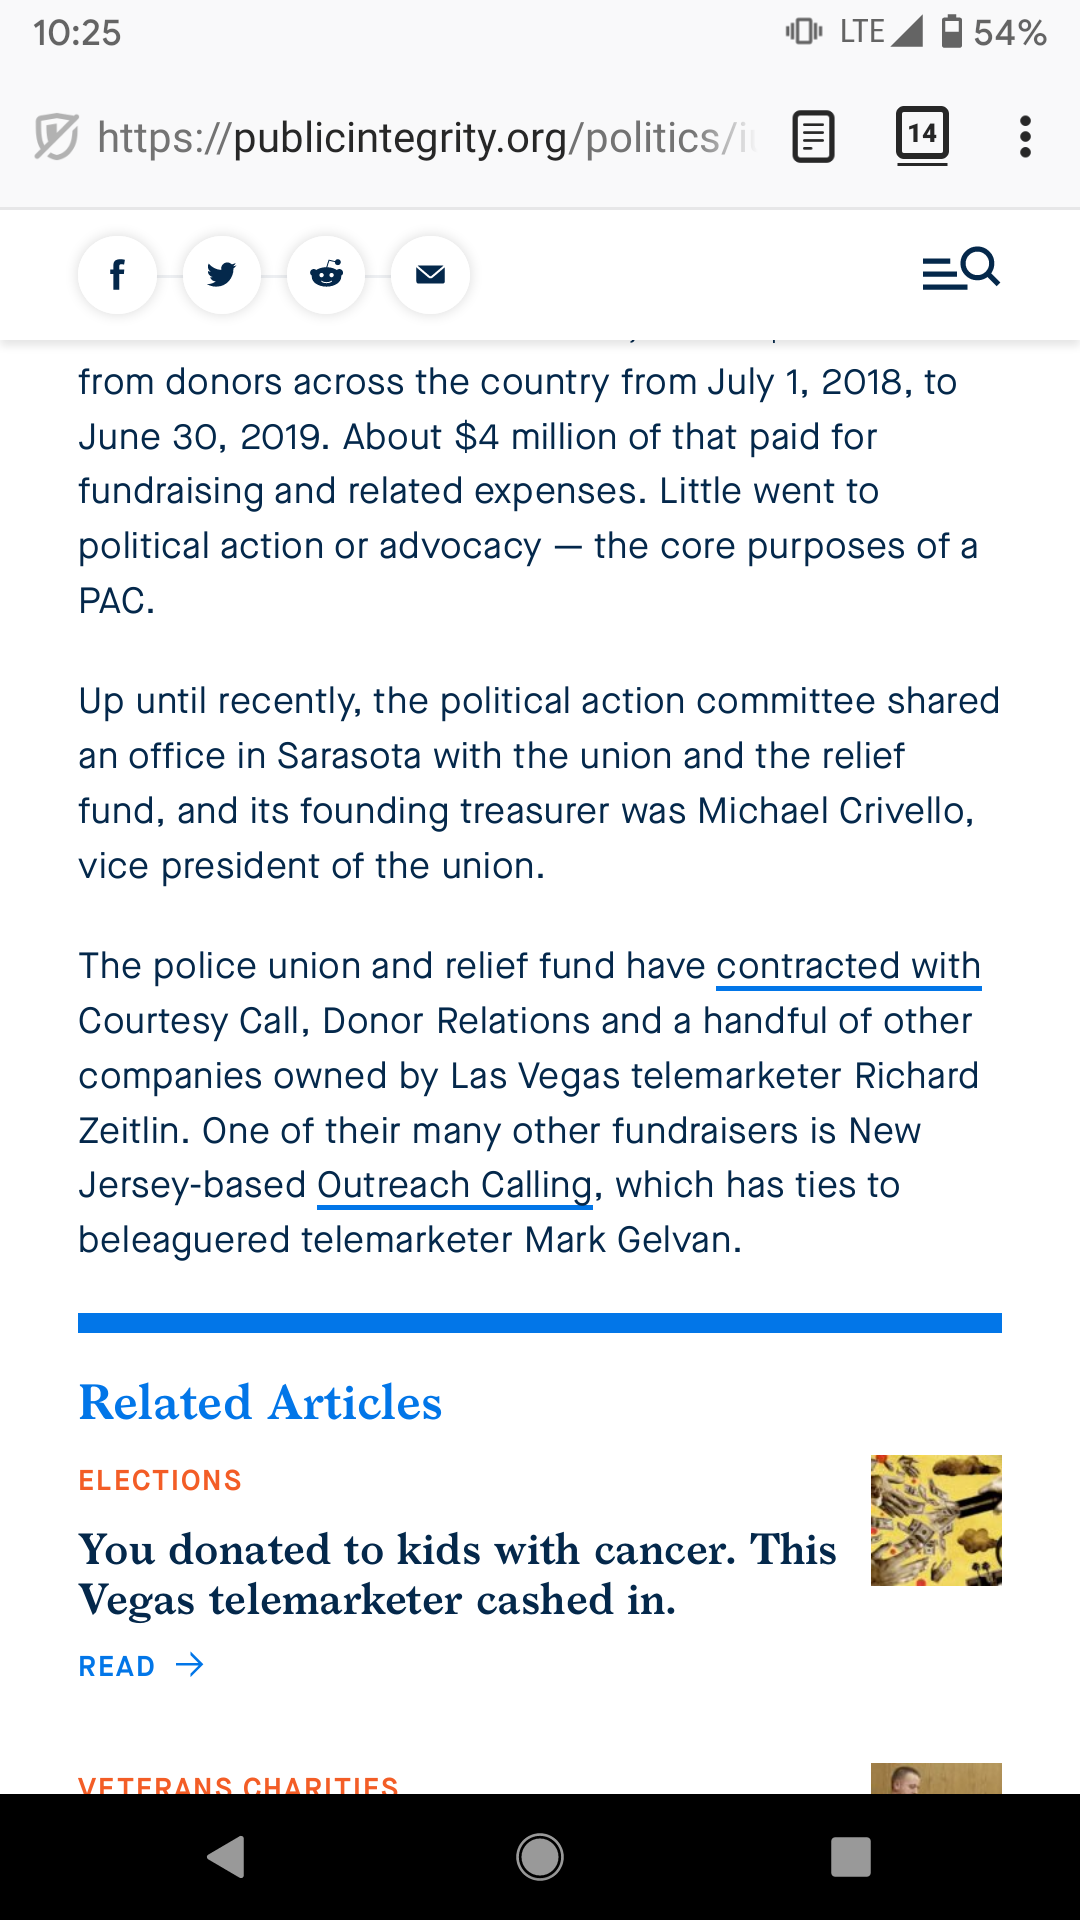 10:25
LTE
54%
https://publicintegrity.org/politics/
14
from donors across the country from July 1, 2018, to
June 30, 2019. About $4 million of that paid for
fundraising and related expenses. Little went to
political action or advocacy — the core purposes of a
PAC.
Up until recently, the political action committee shared
an office in Sarasota with the union and the relief
fund, and its founding treasurer was Michael Crivello,
vice president of the union.
The police union and relief fund have contracted with
Courtesy Call, Donor Relations and a handful of other
companies owned by Las Vegas telemarketer Richard
Zeitlin. One of their many other fundraisers is New
Jersey-based Outreach Calling, which has ties to
beleaguered telemarketer Mark Gelvan.
Related Articles
ELECTIONS
You donated to kids with cancer. This
Vegas telemarketer cashed in.
READ →
VETERANS CHARITIES